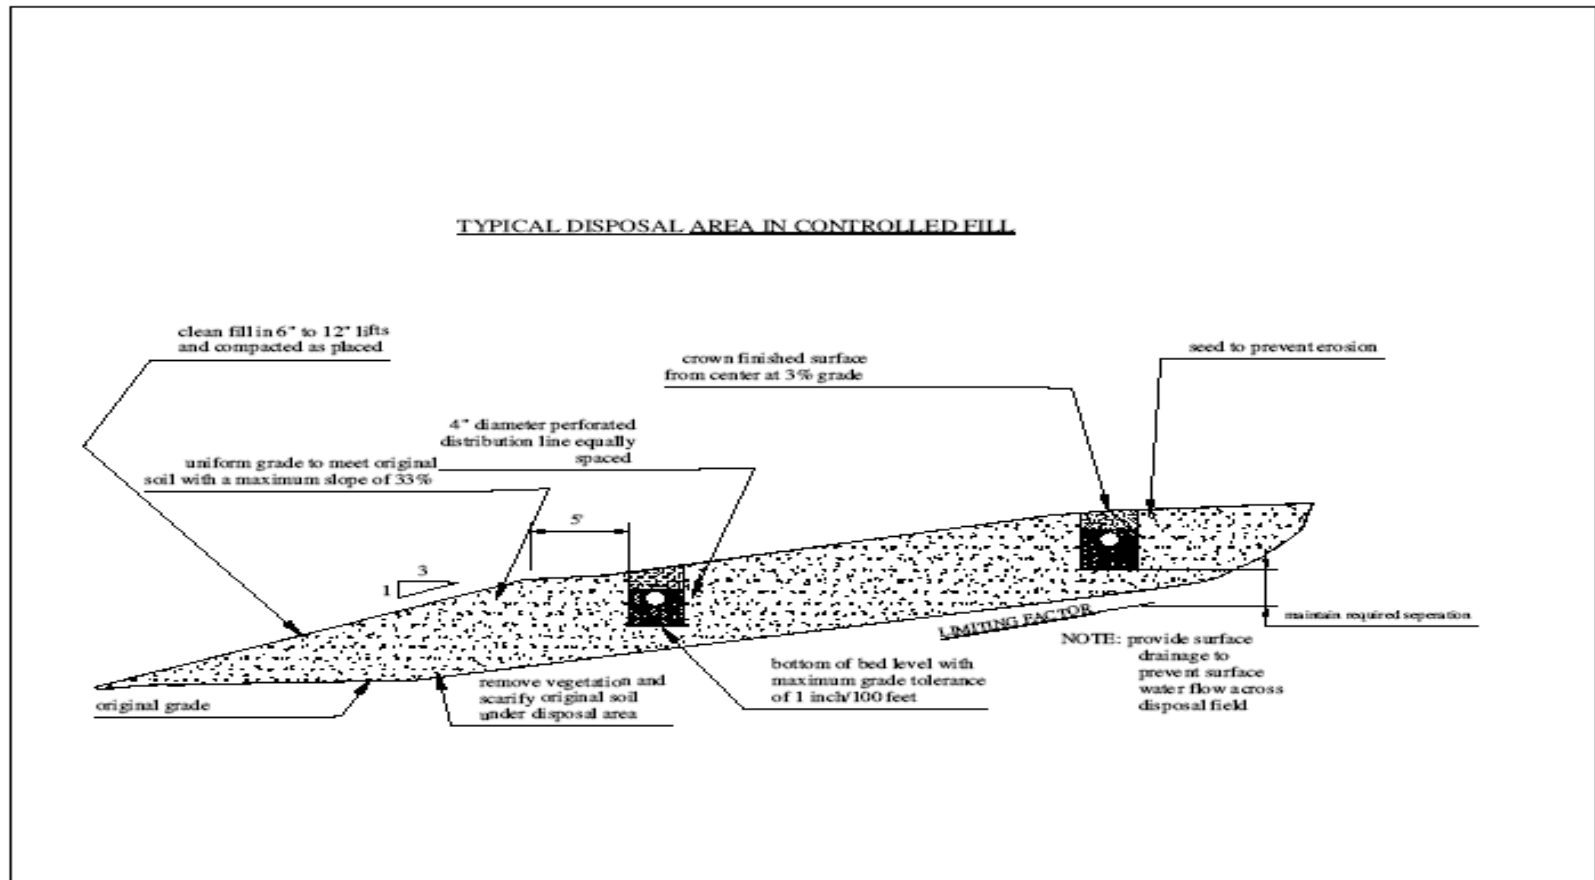 TYPICAL DISPOSAL AREA IN CONTROLLED FILL
clean fill in 6" to 12" lifts
and compacted as placed
crown finished surface
from center at 3% grade
seed to prevent erosion
4" diameter perforated
distribution line equally
spaced
uniform grade to meet original
soil with a maximum slope of 33%
5'
3
1
LIMITING FACTOR
maintain required seperation
NOTE: provide surface
drainage to
prevent surface
water flow across
disposal field
bottom of bed level with
maximum grade tolerance
of 1 inch/100 feet
remove vegetation and
scarify original soil
under disposal area
original grade